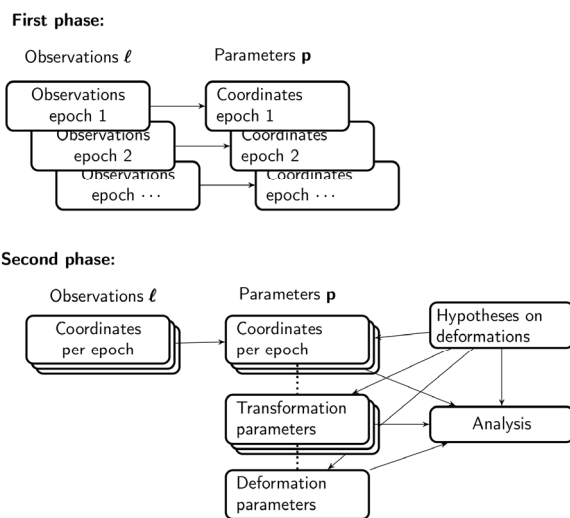 First phase:
Observations ℓ
Parameters p
Observations
epoch 1
Coordinates
epoch 1
Observations
epoch 2
Coordinates
epoch 2
Observations
epoch ···
Coordinates
epoch ···
Second phase:
Observations ℓ
Parameters p
Coordinates
per epoch
Coordinates
per epoch
Hypotheses on
deformations
Transformation
parameters
Analysis
Deformation
parameters